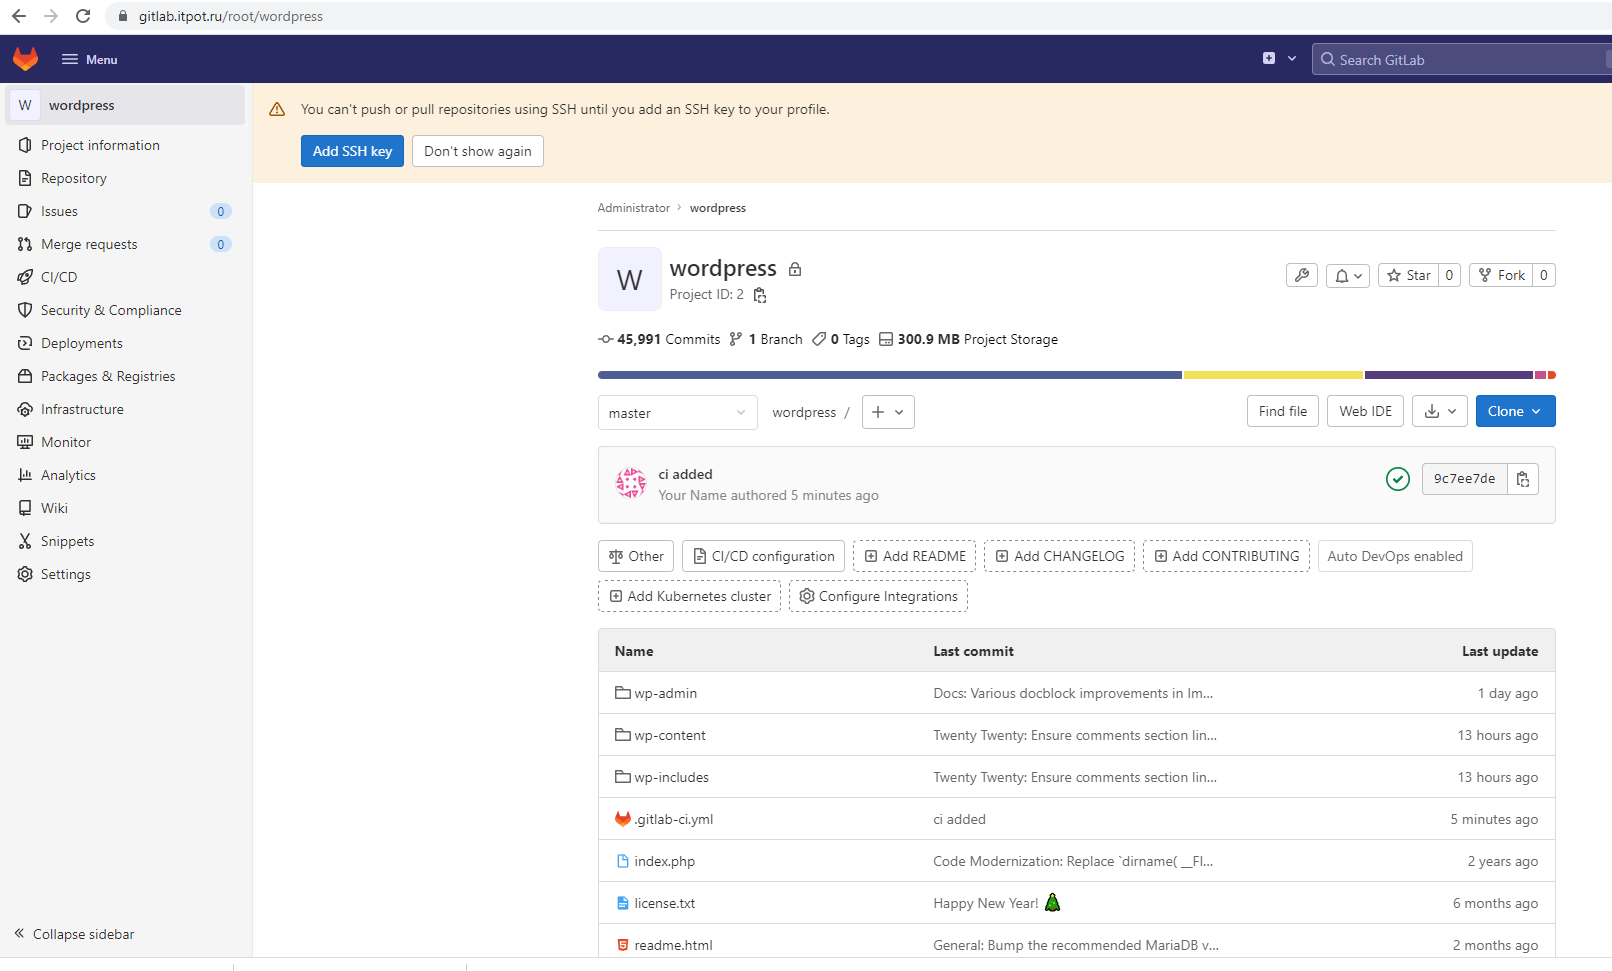 gitlab.itpot.ru/root/wordpress
Menu
Search GitLab
W wordpress
Project information
Repository
Issues 0
Merge requests 0
CI/CD
Security & Compliance
Deployments
Packages & Registries
Infrastructure
Monitor
Analytics
Wiki
Snippets
Settings
Collapse sidebar
You can't push or pull repositories using SSH until you add an SSH key to your profile.
Add SSH key Don't show again
Administrator wordpress
W
wordpress
Project ID: 2
Star 0 Fork 0
45,991 Commits 1 Branch 0 Tags 300.9 MB Project Storage
master wordpress / + Find file Web IDE Clone
ci added
Your Name authored 5 minutes ago
9c7ee7de
Other CI/CD configuration Add README Add CHANGELOG Add CONTRIBUTING Auto DevOps enabled
Add Kubernetes cluster Configure Integrations
Name Last commit Last update
wp-admin Docs: Various docblock improvements in Im... 1 day ago
wp-content Twenty Twenty: Ensure comments section lin... 13 hours ago
wp-includes Twenty Twenty: Ensure comments section lin... 13 hours ago
.gitlab-ci.yml ci added 5 minutes ago
index.php Code Modernization: Replace `dirname( __FI... 2 years ago
license.txt Happy New Year! 🎄 6 months ago
readme.html General: Bump the recommended MariaDB v... 2 months ago